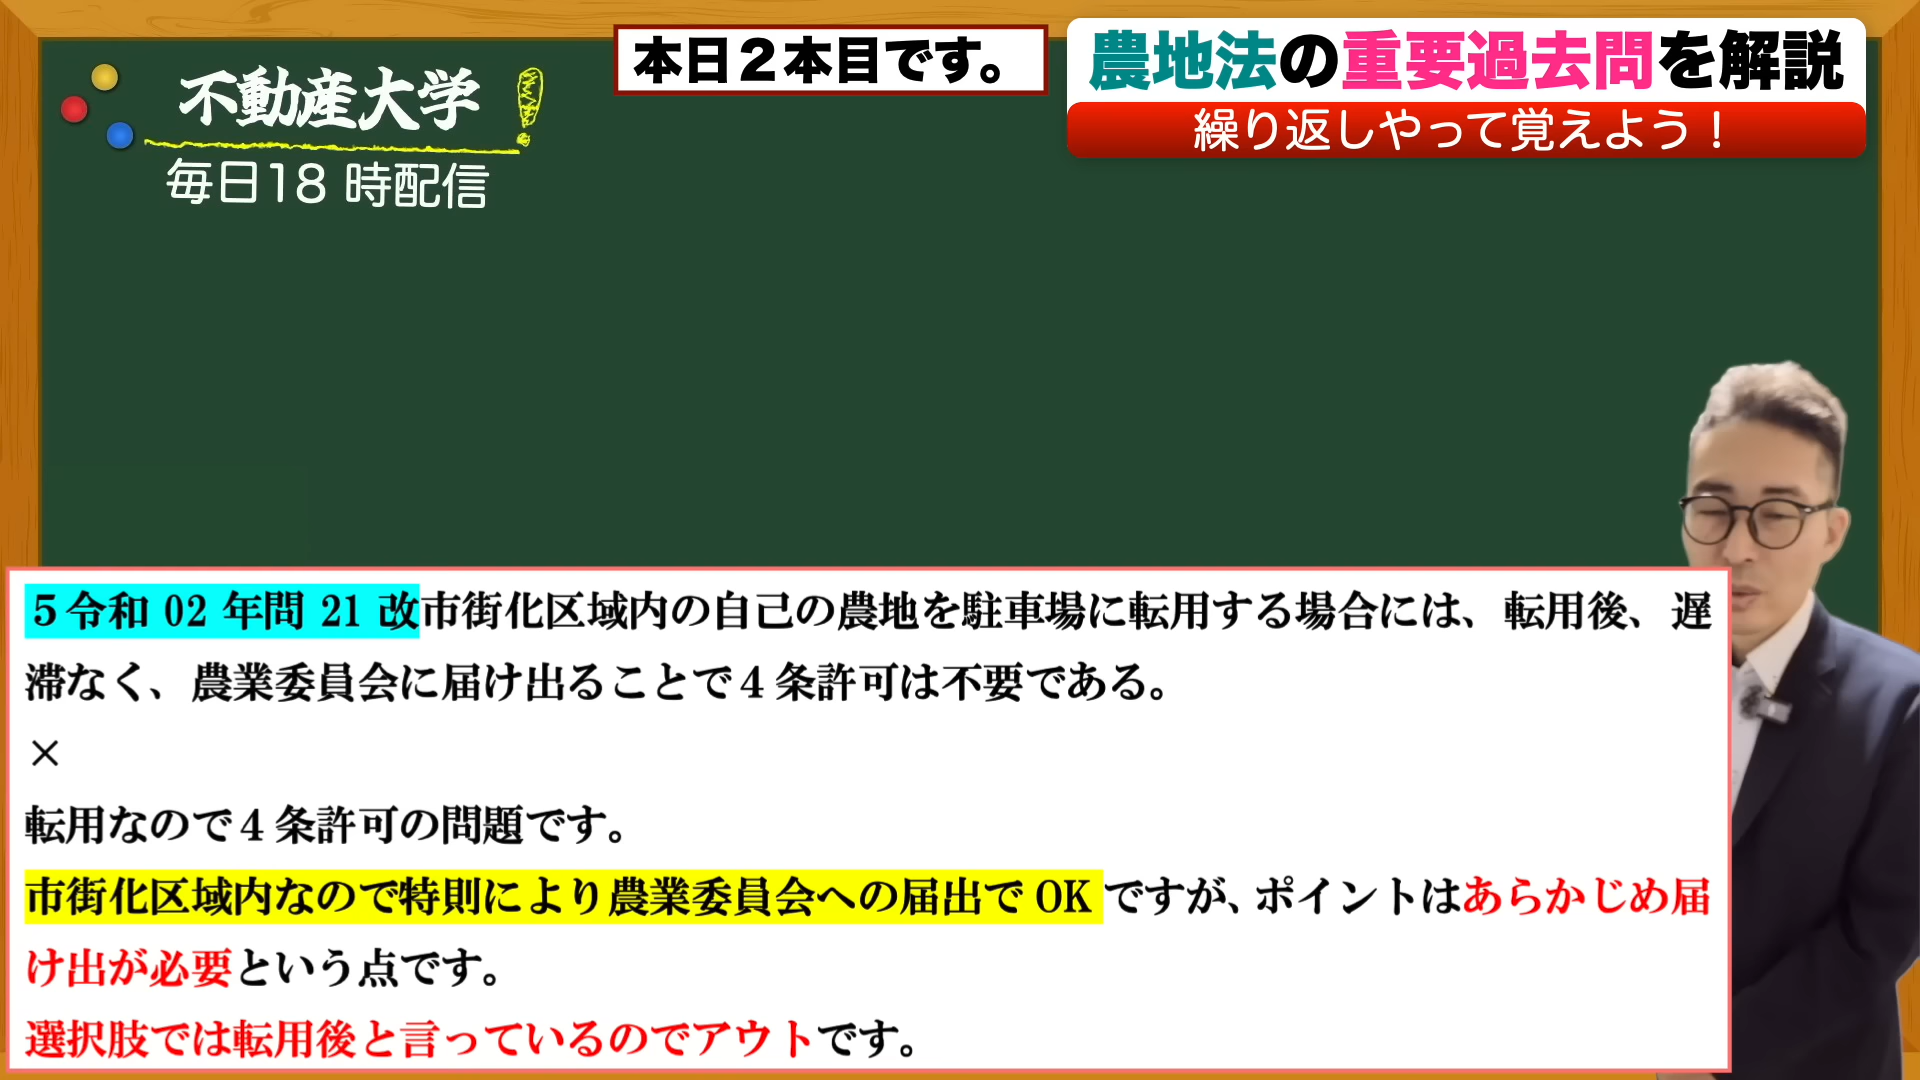 不動産大学!
毎日18時配信
本日２本目です。
農地法の重要過去問を解説
繰り返しやって覚えよう！
５令和 02 年問 21 改市街化区域内の自己の農地を駐車場に転用する場合には、転用後、遅
滞なく、農業委員会に届け出ることで４条許可は不要である。
×
転用なので４条許可の問題です。
市街化区域内なので特則により農業委員会への届出で OK ですが、ポイントはあらかじめ届
け出が必要という点です。
選択肢では転用後と言っているのでアウトです。